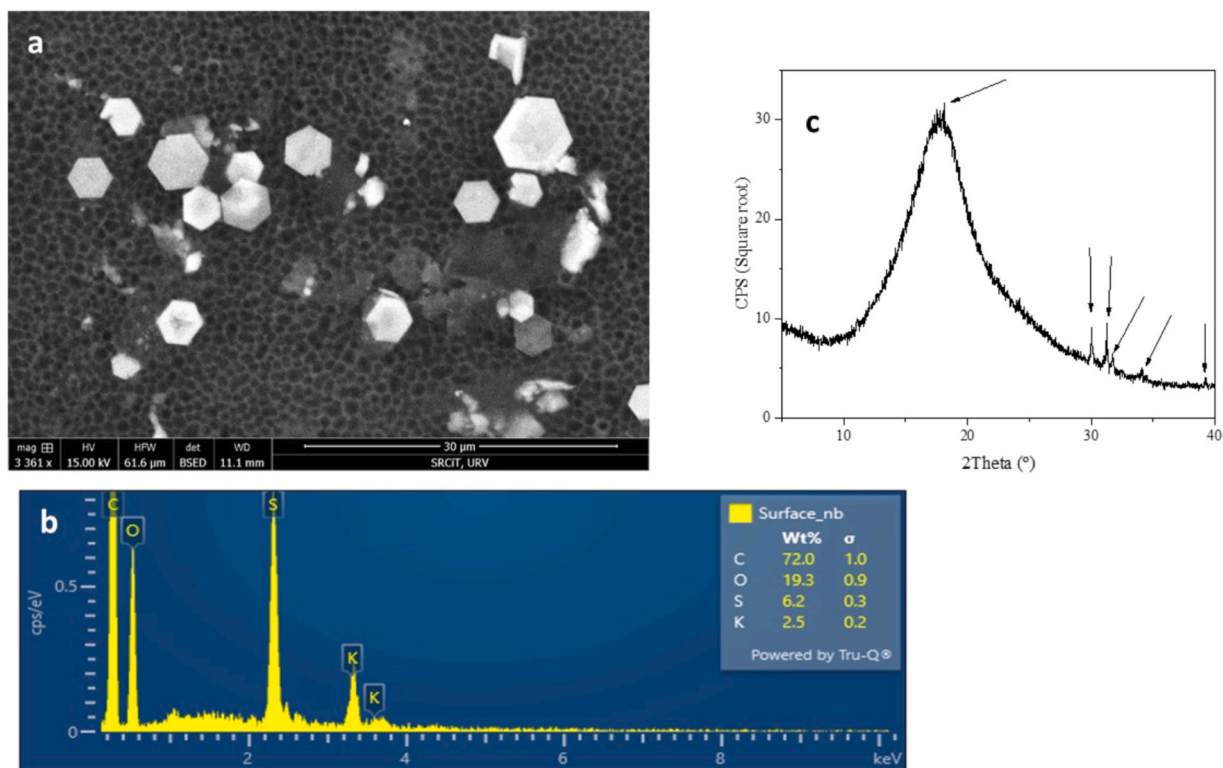 a
mag HV HFW det WD 30 µm
3 361 x 15.00 kV 61.6 µm BSED 11.1 mm SRCiT, URV
c
CPS (Square root)
30
20
10
0
10 20 30 40
2Theta (°)
b
C O S K K
cps/eV
0.5
0
2 4 6 8 keV
Surface_nb
Wt% σ
C 72.0 1.0
O 19.3 0.9
S 6.2 0.3
K 2.5 0.2
Powered by Tru-Q®